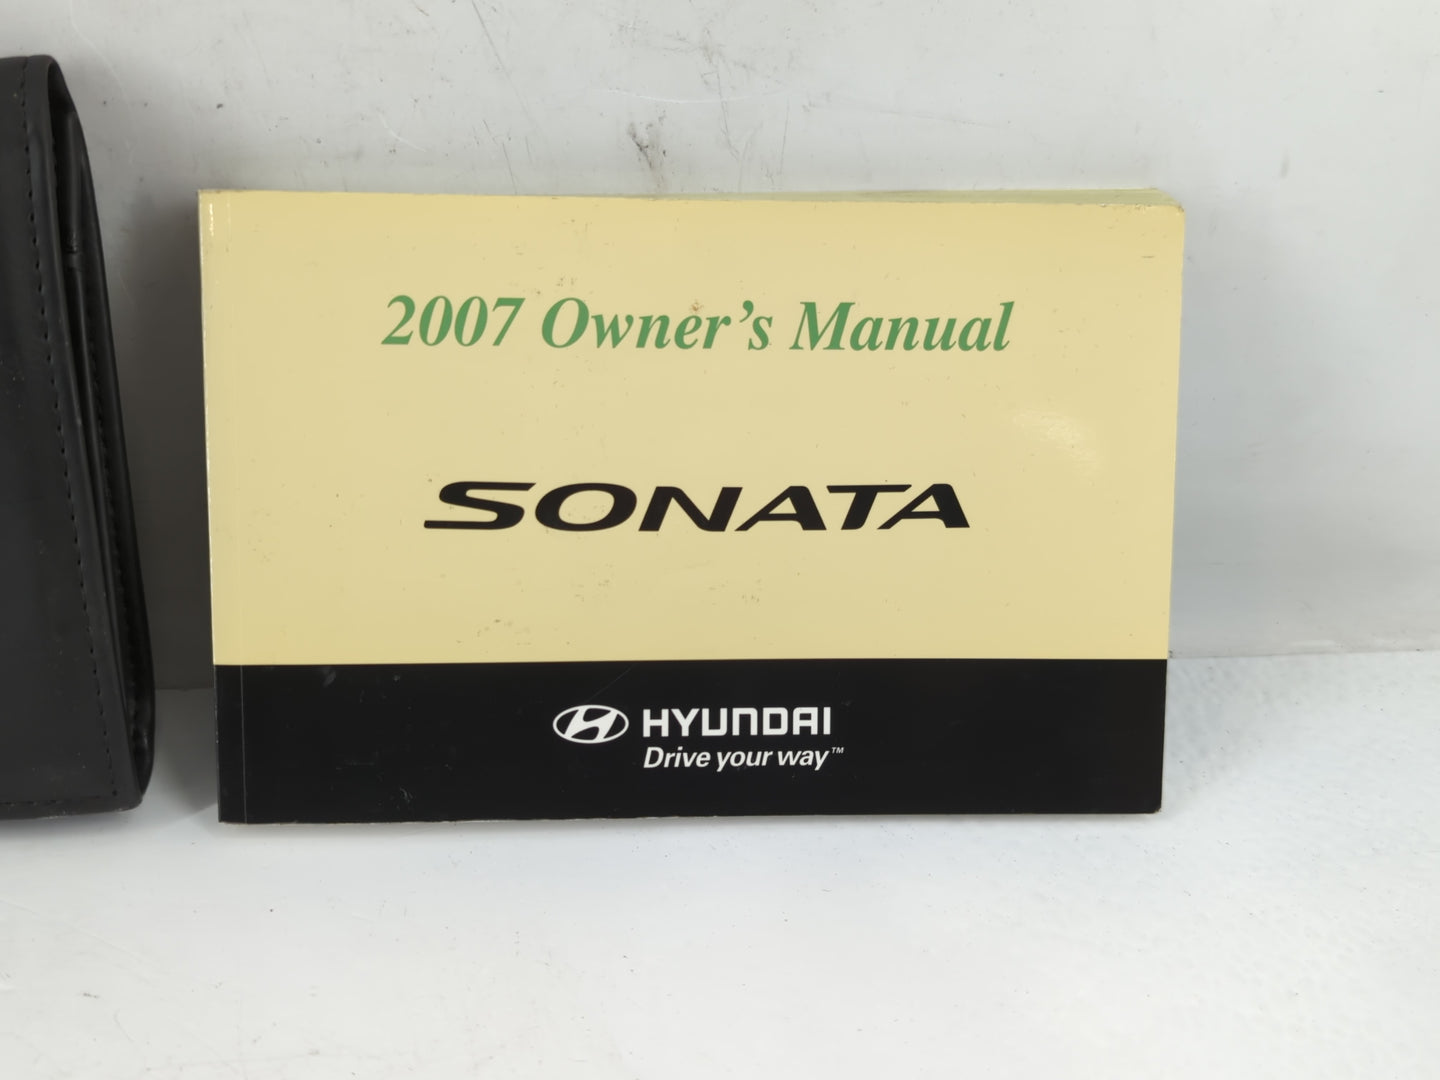 2007 Owner's Manual
SONATA
HYUNDAI
Drive your way™